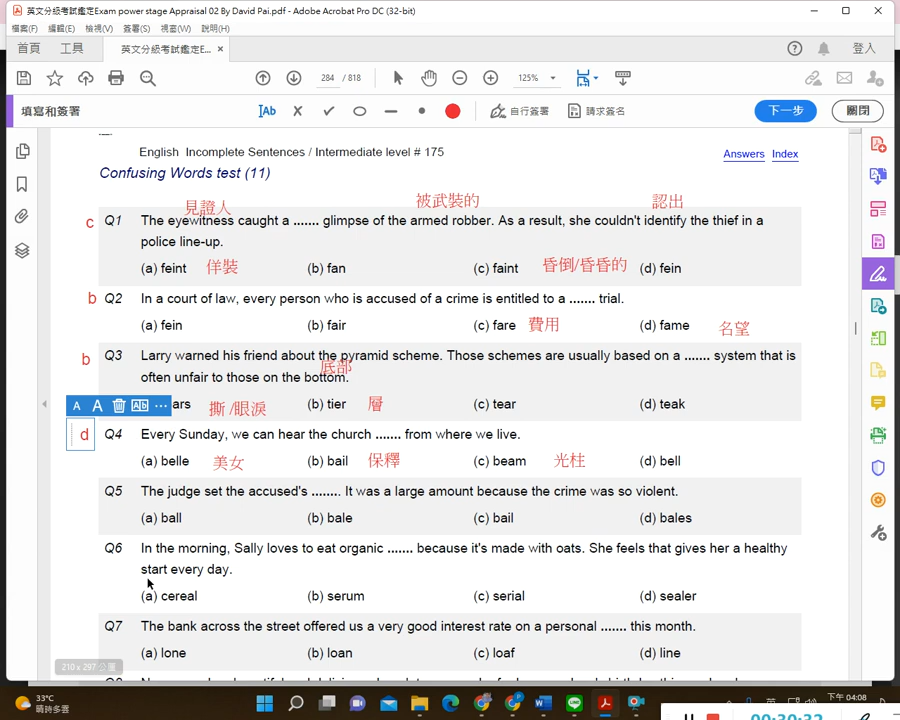 英文分級考試鑑定Exam power stage Appraisal 02 By David Pai.pdf - Adobe Acrobat Pro DC (32-bit)
檔案(F) 編輯(E) 檢視(V) 簽署(S) 視窗(W) 說明(H)
首頁 工具 英文分級考試鑑定E... × 登入
284 / 818 125%
填寫和簽署 Ab 自行簽署 請求簽名 下一步 關閉
English Incomplete Sentences / Intermediate level # 175
Answers Index
Confusing Words test (11)
見證人 被武裝的 認出
c Q1 The eyewitness caught a ....... glimpse of the armed robber. As a result, she couldn't identify the thief in a
police line-up.
(a) feint 佯裝 (b) fan (c) faint 昏倒/昏昏的 (d) fein
b Q2 In a court of law, every person who is accused of a crime is entitled to a ....... trial.
(a) fein (b) fair (c) fare 費用 (d) fame 名望
b Q3 Larry warned his friend about the pyramid scheme. Those schemes are usually based on a ....... system that is
底部
often unfair to those on the bottom.
A A Ab ... ars 撕 /眼淚 (b) tier 層 (c) tear (d) teak
d Q4 Every Sunday, we can hear the church ....... from where we live.
(a) belle 美女 (b) bail 保釋 (c) beam 光柱 (d) bell
Q5 The judge set the accused's ....... . It was a large amount because the crime was so violent.
(a) ball (b) bale (c) bail (d) bales
Q6 In the morning, Sally loves to eat organic ....... because it's made with oats. She feels that gives her a healthy
start every day.
(a) cereal (b) serum (c) serial (d) sealer
Q7 The bank across the street offered us a very good interest rate on a personal ....... this month.
(a) lone (b) loan (c) loaf (d) line
210 x 297 公厘
33°C
晴時多雲
英
下午 04:08
00:30:32